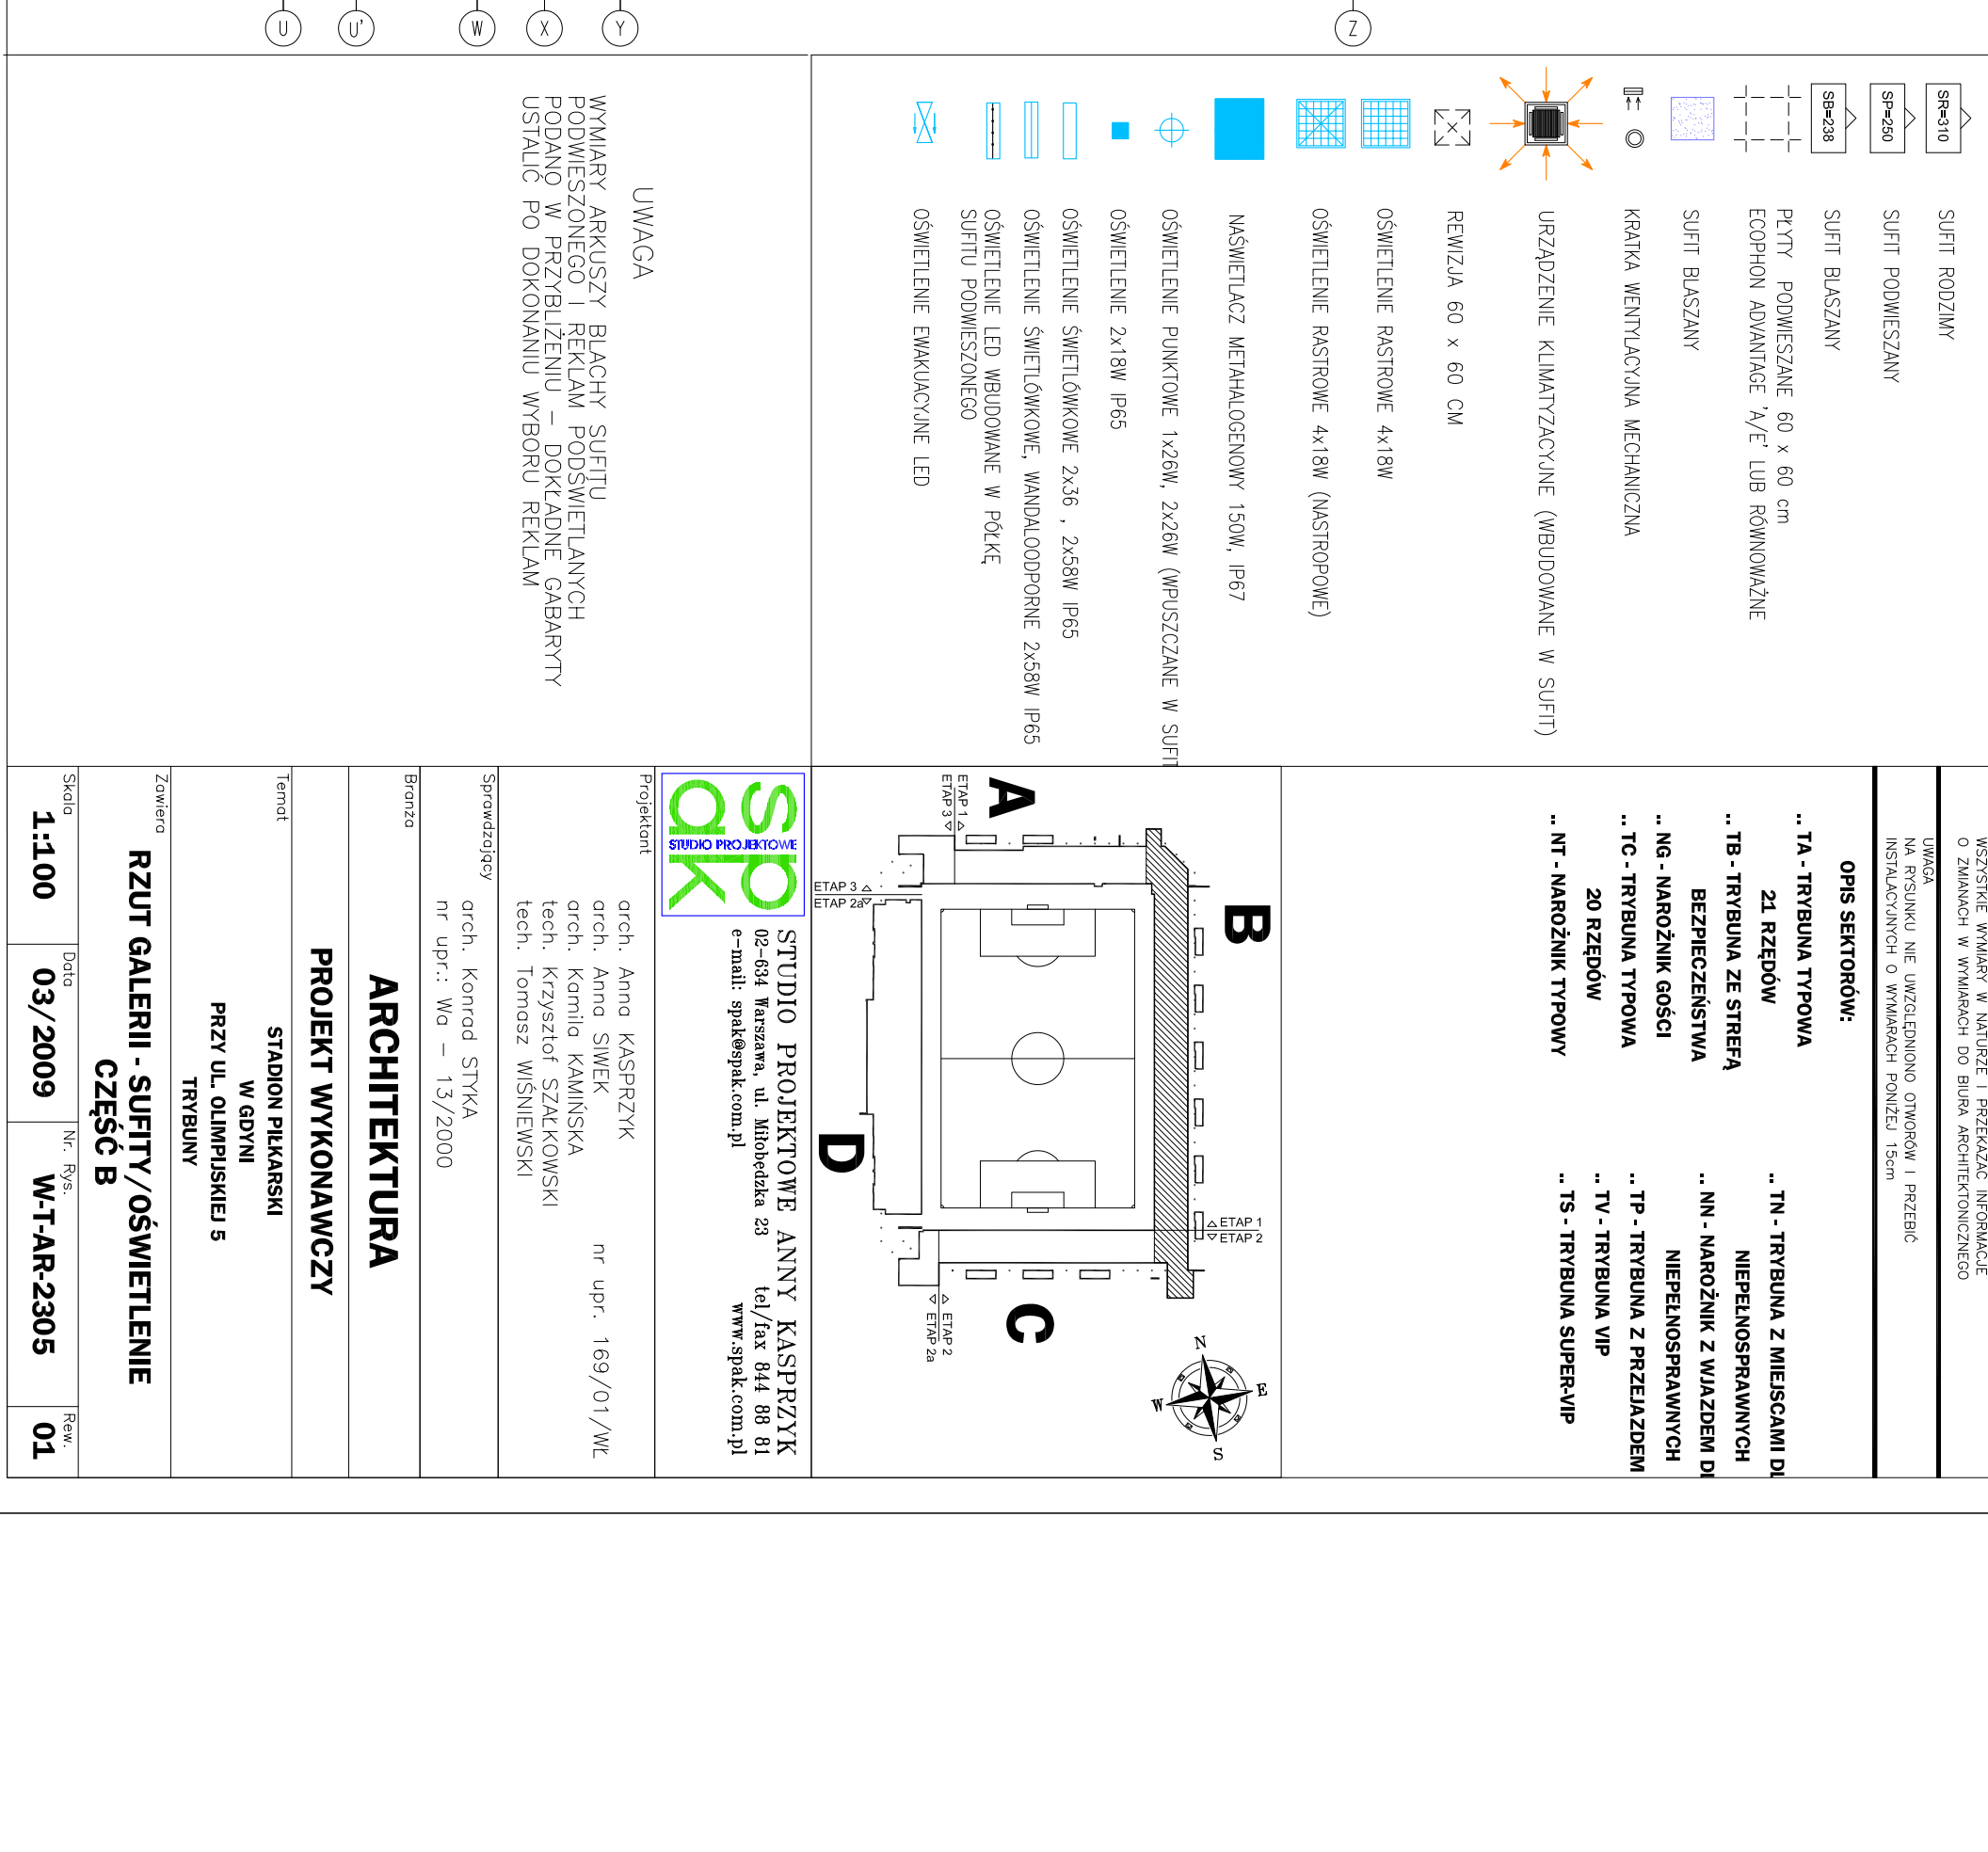 U
U'
W
X
Y
Z
SR=310
SUFIT RODZIMY
SP=250
SUFIT PODWIESZANY
SB=238
SUFIT BLASZANY
PŁYTY PODWIESZANE 60 x 60 cm
ECOPHON ADVANTAGE 'A/E' LUB RÓWNOWAŻNE
SUFIT BLASZANY
KRATKA WENTYLACYJNA MECHANICZNA
URZĄDZENIE KLIMATYZACYJNE (WBUDOWANE W SUFIT)
REWIZJA 60 x 60 CM
OŚWIETLENIE RASTROWE 4x18W
OŚWIETLENIE RASTROWE 4x18W (NASTROPOWE)
NAŚWIETLACZ METAHALOGENOWY 150W, IP67
OŚWIETLENIE PUNKTOWE 1x26W, 2x26W (WPUSZCZANE W SUFIT
OŚWIETLENIE 2x18W IP65
OŚWIETLENIE ŚWIETLÓWKOWE 2x36 , 2x58W IP65
OŚWIETLENIE ŚWIETLÓWKOWE, WANDALOODPORNE 2x58W IP65
OŚWIETLENIE LED WBUDOWANE W PÓŁKĘ
SUFITU PODWIESZONEGO
OŚWIETLENIE EWAKUACYJNE LED
UWAGA
WYMIARY ARKUSZY BLACHY SUFITU
PODWIESZONEGO I REKLAM PODŚWIETLANYCH
PODANO W PRZYBLIŻENIU – DOKŁADNE GABARYTY
USTALIĆ PO DOKONANIU WYBORU REKLAM
WSZYSTKIE WYMIARY W NATURZE I PRZEKAZAĆ INFORMACJE
O ZMIANACH W WYMIARACH DO BIURA ARCHITEKTONICZNEGO
UWAGA
NA RYSUNKU NIE UWZGLĘDNIONO OTWORÓW I PRZEBIĆ
INSTALACYJNYCH O WYMIARACH PONIŻEJ 15cm
OPIS SEKTORÓW:
.. TA - TRYBUNA TYPOWA
21 RZĘDÓW
.. TB - TRYBUNA ZE STREFĄ
BEZPIECZEŃSTWA
.. NG - NAROŻNIK GOŚCI
.. TC - TRYBUNA TYPOWA
20 RZĘDÓW
.. NT - NAROŻNIK TYPOWY
.. TN - TRYBUNA Z MIEJSCAMI
NIEPEŁNOSPRAWNYCH
.. NN - NAROŻNIK Z WJAZDEM
NIEPEŁNOSPRAWNYCH
.. TP - TRYBUNA Z PRZEJAZDEM
.. TV - TRYBUNA VIP
.. TS - TRYBUNA SUPER-VIP
A
B
C
D
ETAP 1
ETAP 3
ETAP 3
ETAP 2a
ETAP 1
ETAP 2
ETAP 2
ETAP 2a
N
E
S
W
spak
STUDIO PROJEKTOWE
STUDIO PROJEKTOWE ANNY KASPRZYK
02-634 Warszawa, ul. Miłobędzka 23 tel/fax 844 88 81
e-mail: spak@spak.com.pl www.spak.com.pl
Projektant
arch. Anna KASPRZYK
arch. Anna SIWEK nr upr. 169/01/WŁ
arch. Kamila KAMIŃSKA
tech. Krzysztof SZAŁKOWSKI
tech. Tomasz WIŚNIEWSKI
Sprawdzający
arch. Konrad STYKA
nr upr.: Wa – 13/2000
Branża
ARCHITEKTURA
PROJEKT WYKONAWCZY
Temat
STADION PIŁKARSKI
W GDYNI
PRZY UL. OLIMPIJSKIEJ 5
TRYBUNY
Zawiera
RZUT GALERII - SUFITY/OŚWIETLENIE
CZĘŚĆ B
Skala
1:100
Data
03/2009
Nr. Rys.
W-T-AR-2305
Rew.
01